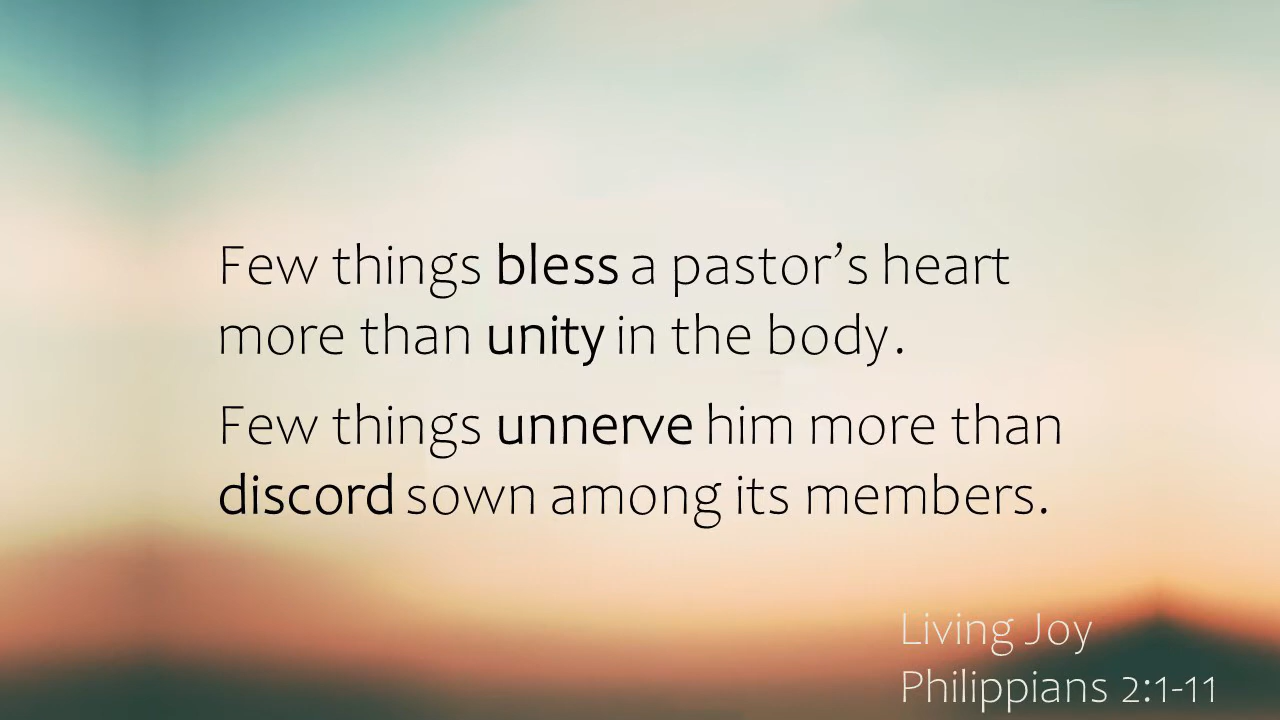 Few things bless a pastor’s heart
more than unity in the body.
Few things unnerve him more than
discord sown among its members.
Living Joy
Philippians 2:1-11